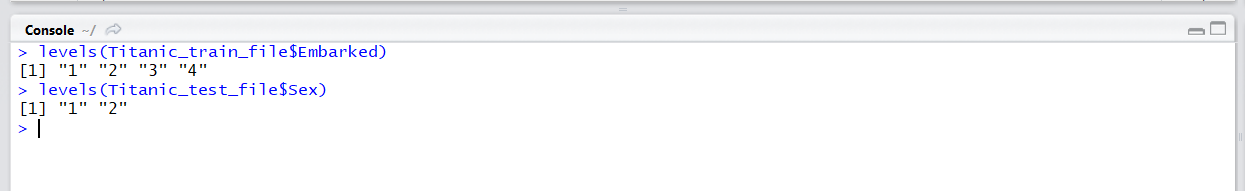 Console ~/
> levels(Titanic_train_file$Embarked)
[1] "1" "2" "3" "4"
> levels(Titanic_test_file$Sex)
[1] "1" "2"
>